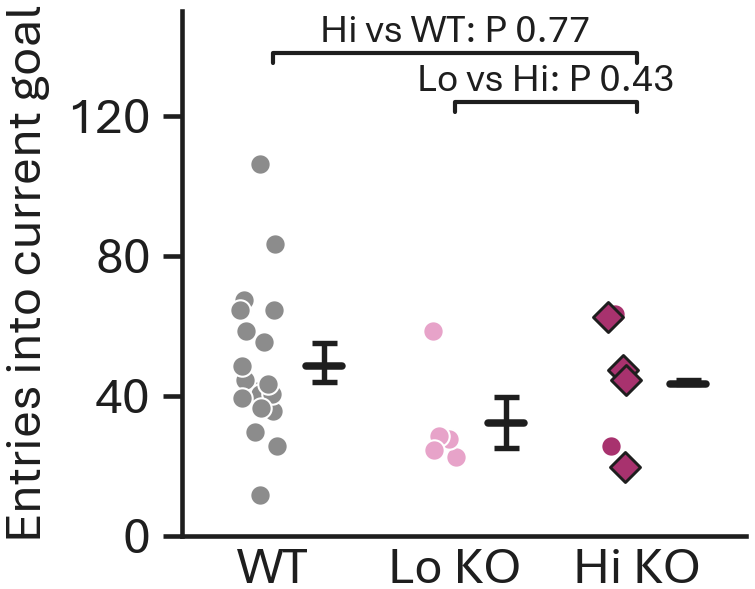 Entries into current goal
Hi vs WT: P 0.77
Lo vs Hi: P 0.43
120
80
40
0
WT Lo KO Hi KO